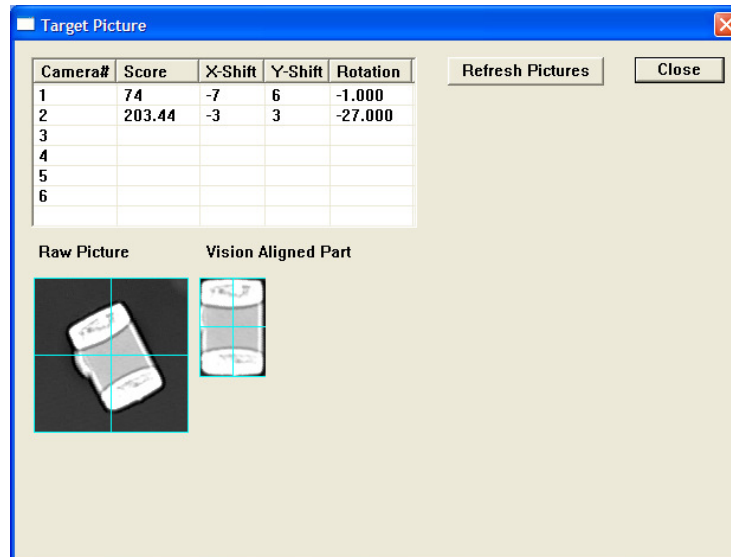 Target Picture
Camera# Score X-Shift Y-Shift Rotation
1 74 -7 6 -1.000
2 203.44 -3 3 -27.000
3
4
5
6
Refresh Pictures
Close
Raw Picture
Vision Aligned Part